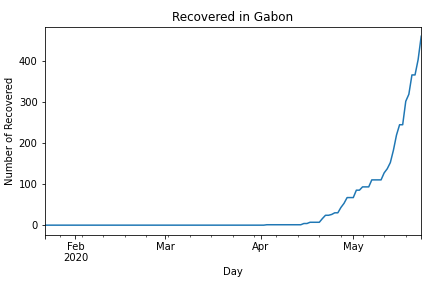 Recovered in Gabon
Number of Recovered
400
300
200
100
0
Feb
2020
Mar
Apr
May
Day